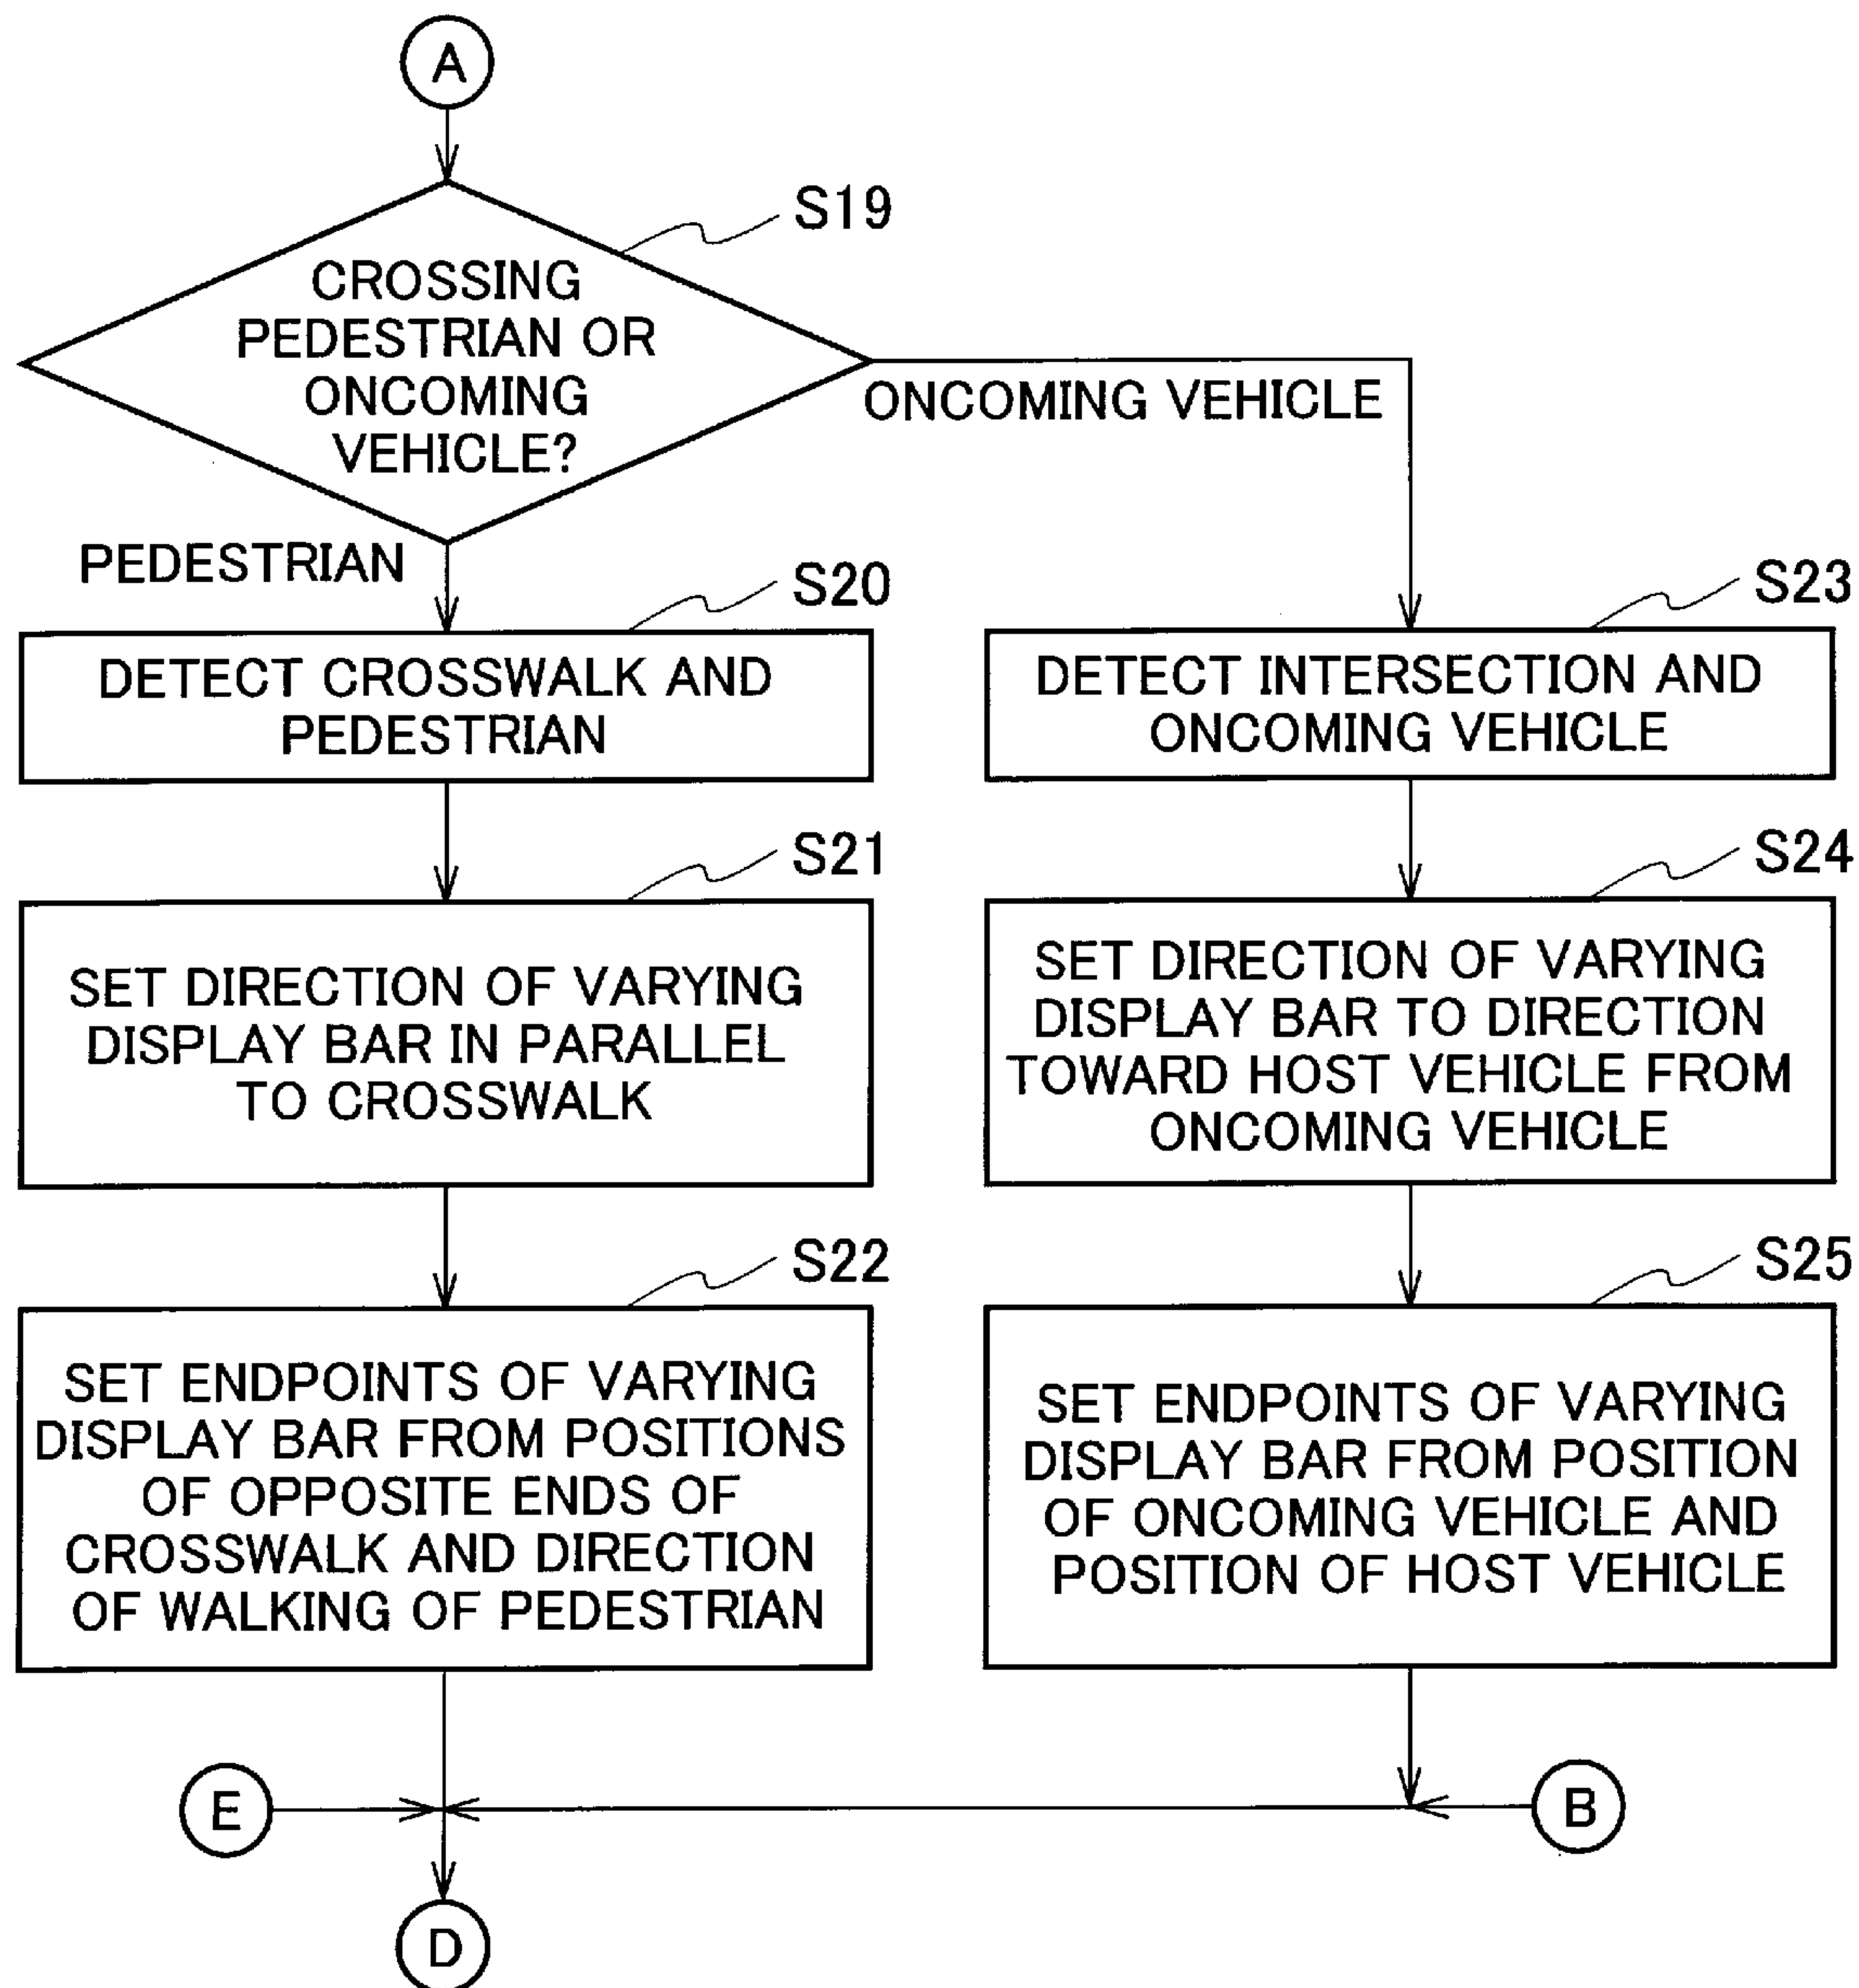 A
S19
CROSSING
PEDESTRIAN OR
ONCOMING
VEHICLE?
ONCOMING VEHICLE
PEDESTRIAN
S20
DETECT CROSSWALK AND
PEDESTRIAN
S21
SET DIRECTION OF VARYING
DISPLAY BAR IN PARALLEL
TO CROSSWALK
S22
SET ENDPOINTS OF VARYING
DISPLAY BAR FROM POSITIONS
OF OPPOSITE ENDS OF
CROSSWALK AND DIRECTION
OF WALKING OF PEDESTRIAN
S23
DETECT INTERSECTION AND
ONCOMING VEHICLE
S24
SET DIRECTION OF VARYING
DISPLAY BAR TO DIRECTION
TOWARD HOST VEHICLE FROM
ONCOMING VEHICLE
S25
SET ENDPOINTS OF VARYING
DISPLAY BAR FROM POSITION
OF ONCOMING VEHICLE AND
POSITION OF HOST VEHICLE
E
B
D